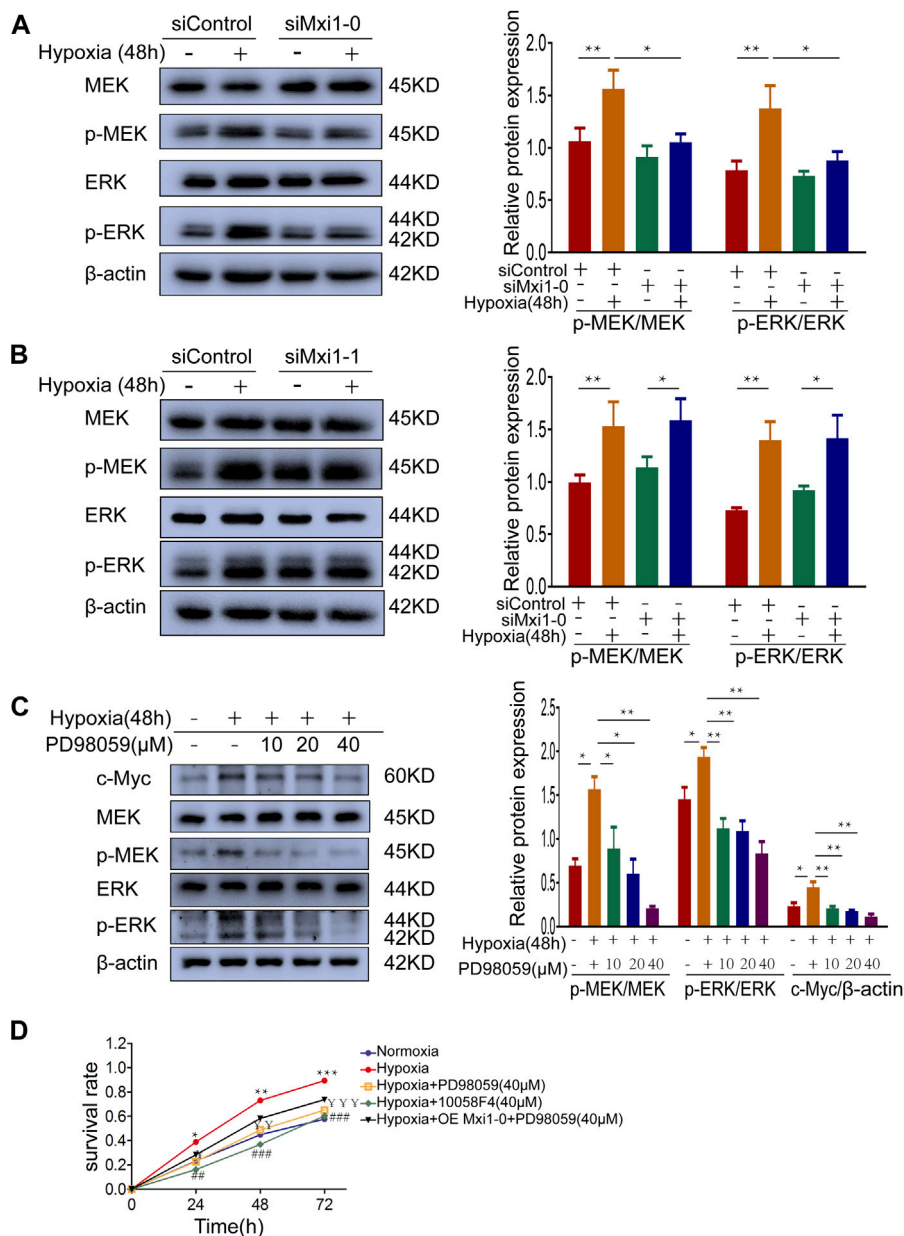 A
siControl siMxi1-0
Hypoxia (48h) - + - +
MEK 45KD
p-MEK 45KD
ERK 44KD
p-ERK 44KD
42KD
β-actin 42KD
Relative protein expression
2.0
1.5
1.0
0.5
0.0
** * ** *
siControl + + - - + + - -
siMxi1-0 - - + + - - + +
Hypoxia(48h) - + - + - + - +
p-MEK/MEK p-ERK/ERK
B
siControl siMxi1-1
Hypoxia (48h) - + - +
MEK 45KD
p-MEK 45KD
ERK 44KD
p-ERK 44KD
42KD
β-actin 42KD
Relative protein expression
2.0
1.5
1.0
0.5
0.0
** * ** *
siControl + + - - + + - -
siMxi1-0 - - + + - - + +
Hypoxia(48h) - + - + - + - +
p-MEK/MEK p-ERK/ERK
C
Hypoxia(48h) - + + + +
PD98059(μM) - - 10 20 40
c-Myc 60KD
MEK 45KD
p-MEK 45KD
ERK 44KD
p-ERK 44KD
42KD
β-actin 42KD
Relative protein expression
2.5
2.0
1.5
1.0
0.5
0.0
* * * **
* ** ** **
* ** ** **
Hypoxia(48h) - + + + + - + + + + - + + + +
PD98059(μM) - + 10 20 40 - + 10 20 40 - + 10 20 40
p-MEK/MEK p-ERK/ERK c-Myc/β-actin
D
survival rate
1.2
1.0
0.8
0.6
0.4
0.2
0.0
0 24 48 72
Time(h)
* ** ***
YY YYY
## ### ###
Normoxia
Hypoxia
Hypoxia+PD98059(40μM)
Hypoxia+10058F4(40μM)
Hypoxia+OE Mxi1-0+PD98059(40μM)